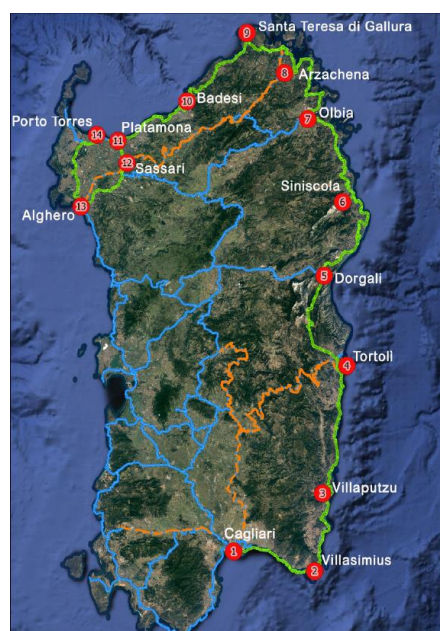 Santa Teresa di Gallura
9
8
Arzachena
Badesi
10
Olbia
7
Porto Torres
14
Platamona
11
12
Sassari
Siniscola
6
13
Alghero
5
Dorgali
Tortolì
4
3
Villaputzu
Cagliari
1
2
Villasimius